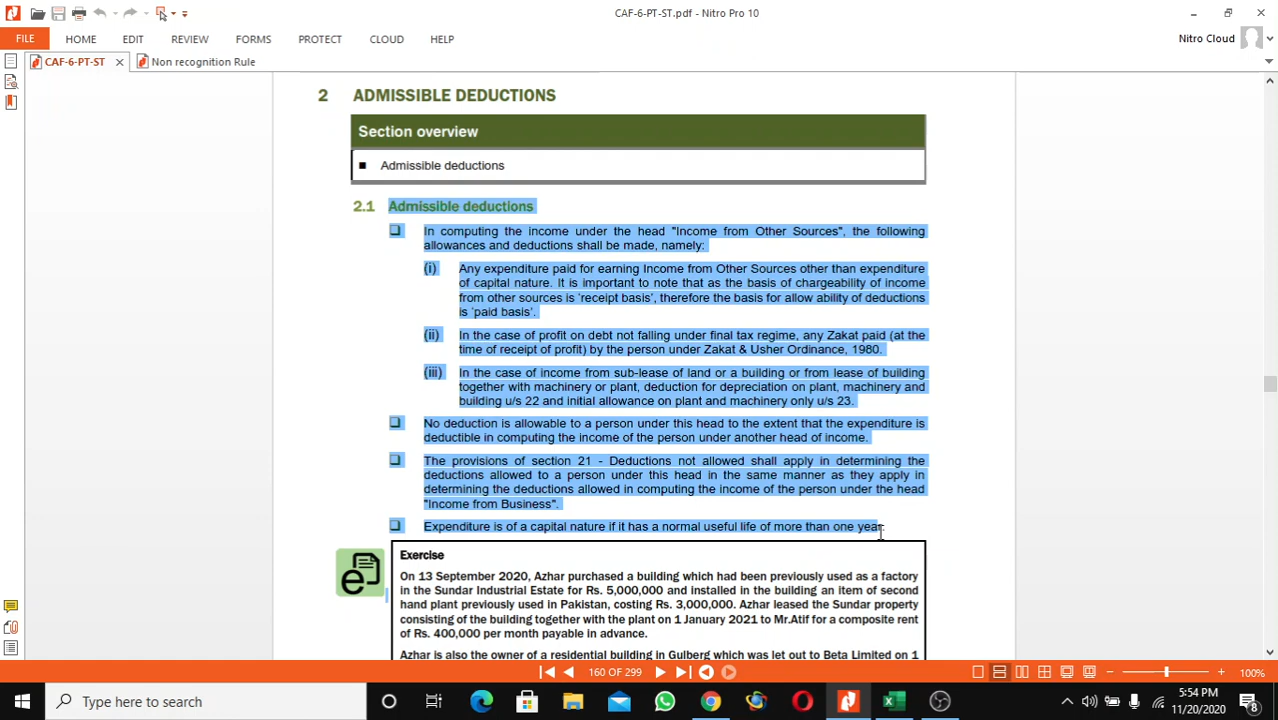 CAF-6-PT-ST.pdf - Nitro Pro 10
FILE
HOME
EDIT
REVIEW
FORMS
PROTECT
CLOUD
HELP
Nitro Cloud
CAF-6-PT-ST
Non recognition Rule
2 ADMISSIBLE DEDUCTIONS
Section overview
■ Admissible deductions
2.1 Admissible deductions
❑ In computing the income under the head "Income from Other Sources", the following
allowances and deductions shall be made, namely:
(i) Any expenditure paid for earning Income from Other Sources other than expenditure
of capital nature. It is important to note that as the basis of chargeability of income
from other sources is 'receipt basis', therefore the basis for allow ability of deductions
is 'paid basis'.
(ii) In the case of profit on debt not falling under final tax regime, any Zakat paid (at the
time of receipt of profit) by the person under Zakat & Usher Ordinance, 1980.
(iii) In the case of income from sub-lease of land or a building or from lease of building
together with machinery or plant, deduction for depreciation on plant, machinery and
building u/s 22 and initial allowance on plant and machinery only u/s 23.
❑ No deduction is allowable to a person under this head to the extent that the expenditure is
deductible in computing the income of the person under another head of income.
❑ The provisions of section 21 - Deductions not allowed shall apply in determining the
deductions allowed to a person under this head in the same manner as they apply in
determining the deductions allowed in computing the income of the person under the head
"Income from Business".
❑ Expenditure is of a capital nature if it has a normal useful life of more than one year.
Exercise
On 13 September 2020, Azhar purchased a building which had been previously used as a factory
in the Sundar Industrial Estate for Rs. 5,000,000 and installed in the building an item of second
hand plant previously used in Pakistan, costing Rs. 3,000,000. Azhar leased the Sundar property
consisting of the building together with the plant on 1 January 2021 to Mr.Atif for a composite rent
of Rs. 400,000 per month payable in advance.
Azhar is also the owner of a residential building in Gulberg which was let out to Beta Limited on 1
160 OF 299
100%
Type here to search
5:54 PM
11/20/2020
8